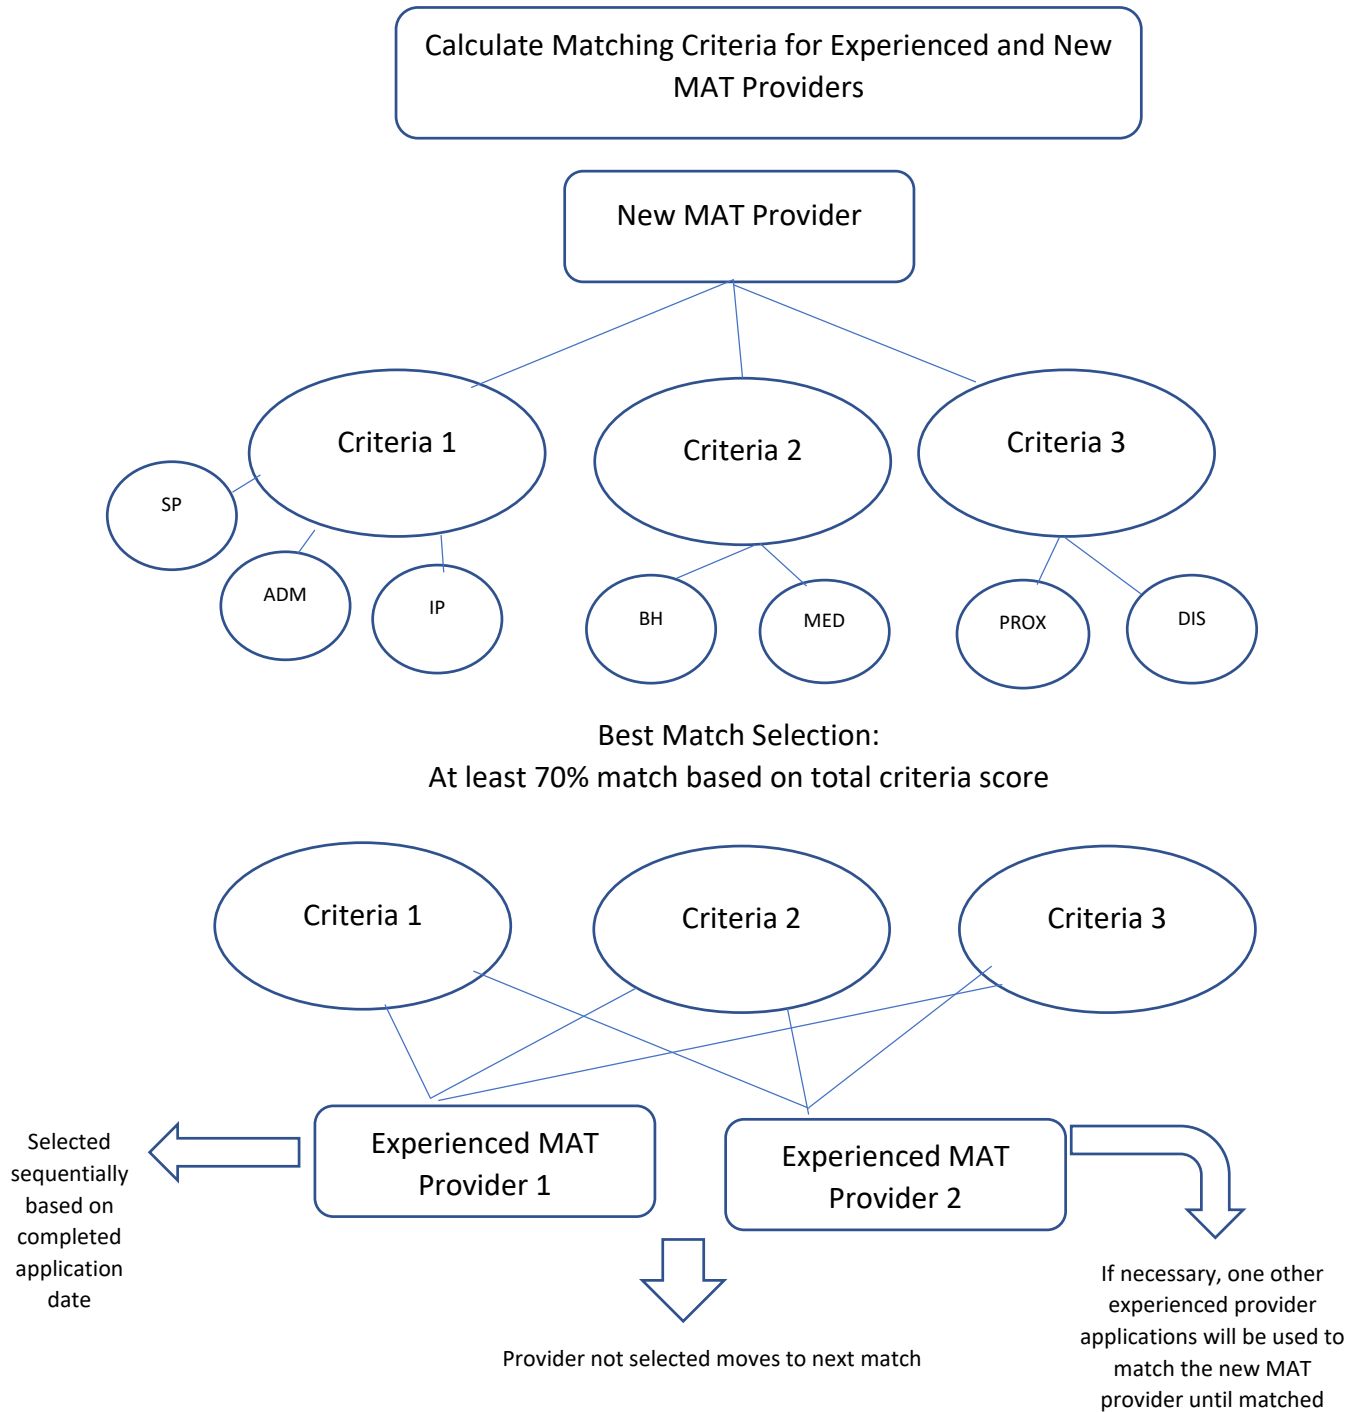 Calculate Matching Criteria for Experienced and New
MAT Providers
New MAT Provider
Criteria 1
Criteria 2
Criteria 3
SP
ADM
IP
BH
MED
PROX
DIS
Best Match Selection:
At least 70% match based on total criteria score
Criteria 1
Criteria 2
Criteria 3
Experienced MAT
Provider 1
Experienced MAT
Provider 2
Selected
sequentially
based on
completed
application
date
Provider not selected moves to next match
If necessary, one other
experienced provider
applications will be used to
match the new MAT
provider until matched